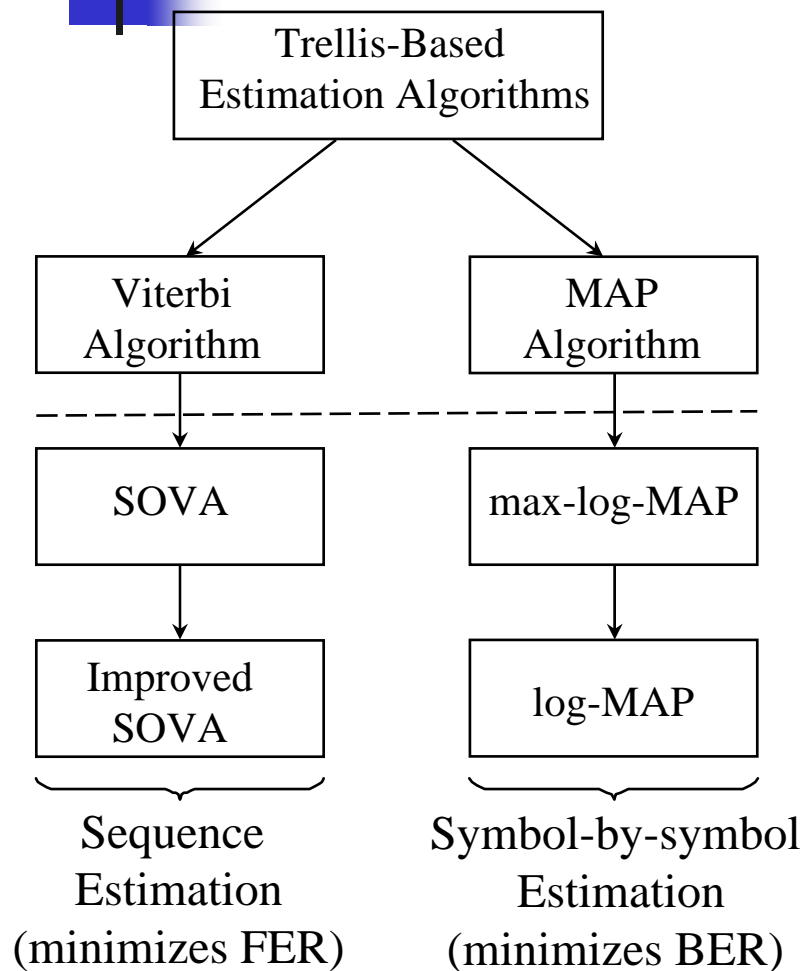 Trellis-Based
Estimation Algorithms
Viterbi
Algorithm
MAP
Algorithm
SOVA
max-log-MAP
Improved
SOVA
log-MAP
Sequence
Estimation
(minimizes FER)
Symbol-by-symbol
Estimation
(minimizes BER)